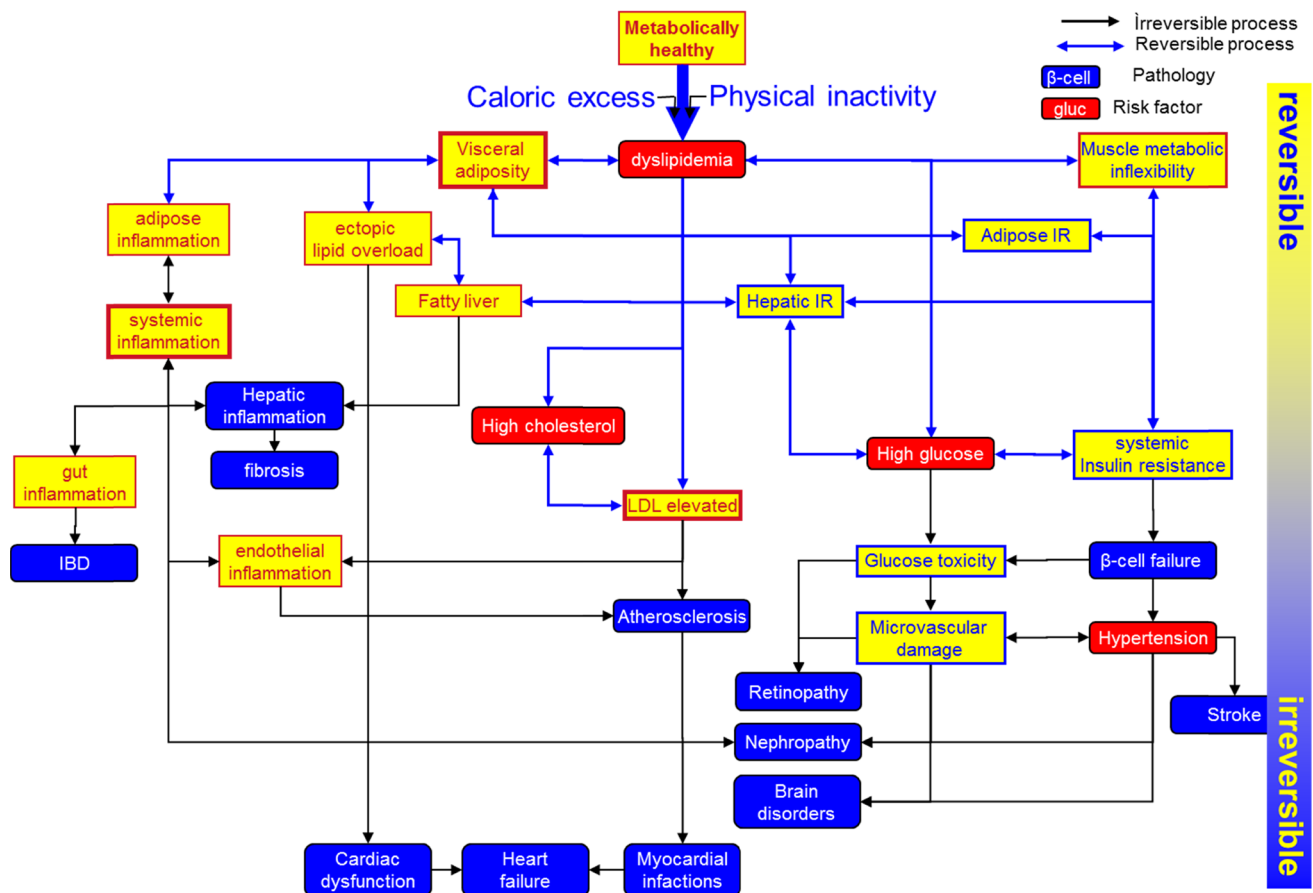 Metabolically
healthy
Ìrreversible process
Reversible process
β-cell
Pathology
gluc
Risk factor
Caloric excess
Physical inactivity
reversible
Visceral
adiposity
dyslipidemia
Muscle metabolic
inflexibility
adipose
inflammation
ectopic
lipid overload
Adipose IR
Fatty liver
Hepatic IR
systemic
inflammation
Hepatic
inflammation
High cholesterol
High glucose
systemic
Insulin resistance
fibrosis
gut
inflammation
LDL elevated
IBD
endothelial
inflammation
Glucose toxicity
β-cell failure
Atherosclerosis
Microvascular
damage
Hypertension
Retinopathy
Stroke
Nephropathy
Brain
disorders
irreversible
Cardiac
dysfunction
Heart
failure
Myocardial
infactions